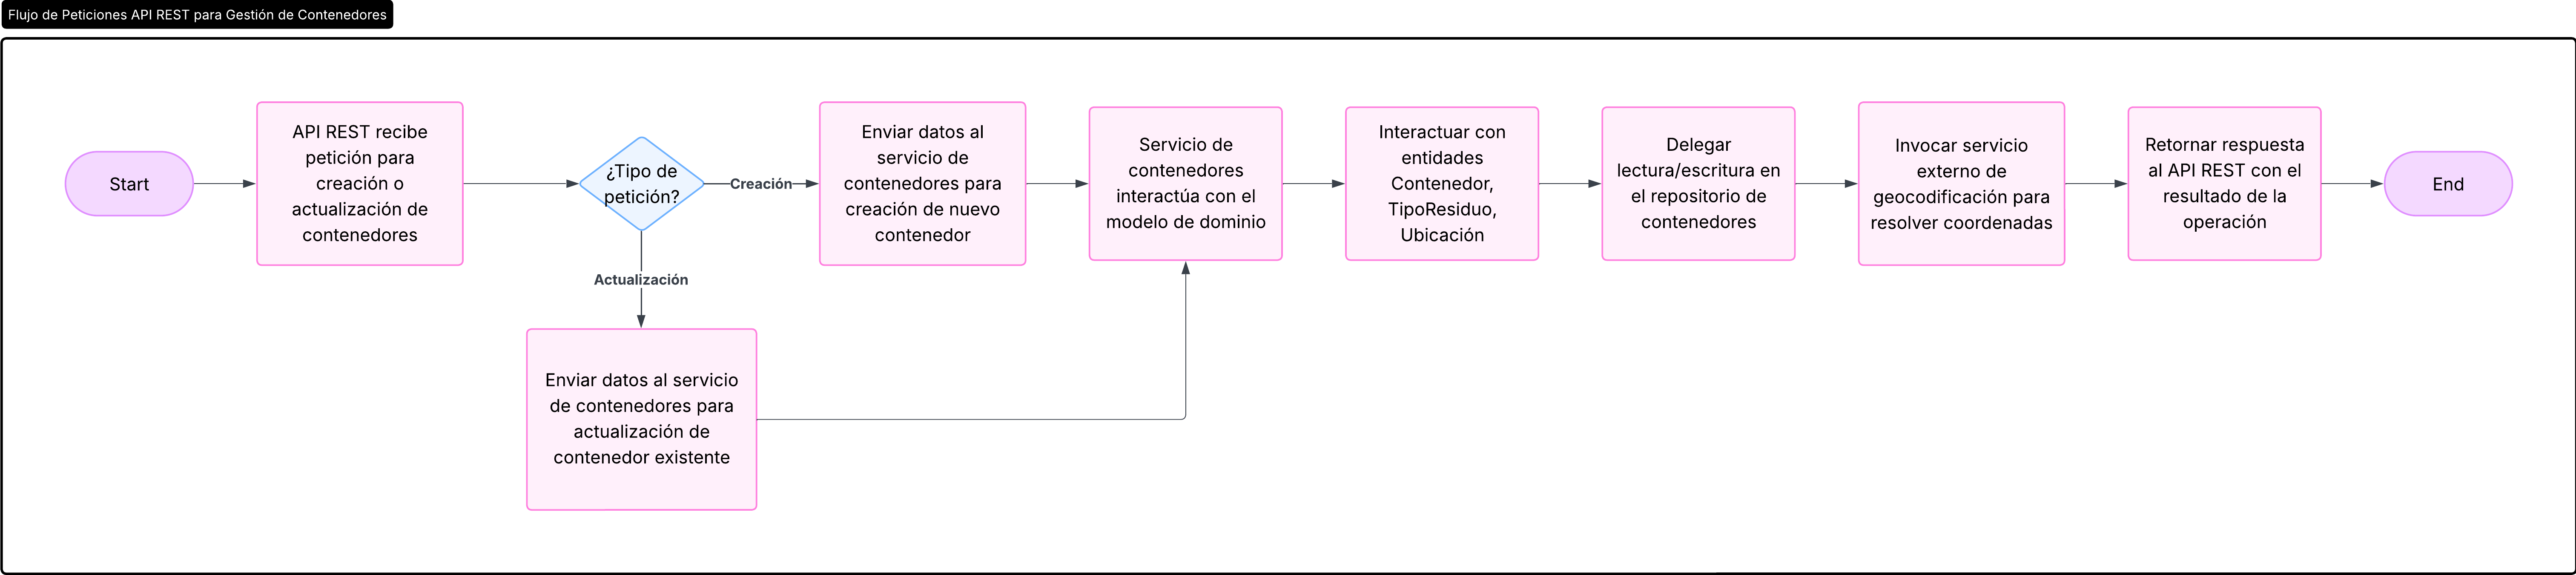 Flujo de Peticiones API REST para Gestión de Contenedores
Start
API REST recibe
petición para
creación o
actualización de
contenedores
¿Tipo de
petición?
Creación
Enviar datos al
servicio de
contenedores para
creación de nuevo
contenedor
Servicio de
contenedores
interactúa con el
modelo de dominio
Interactuar con
entidades
Contenedor,
TipoResiduo,
Ubicación
Delegar
lectura/escritura en
el repositorio de
contenedores
Invocar servicio
externo de
geocodificación para
resolver coordenadas
Retornar respuesta
al API REST con el
resultado de la
operación
End
Actualización
Enviar datos al servicio
de contenedores para
actualización de
contenedor existente